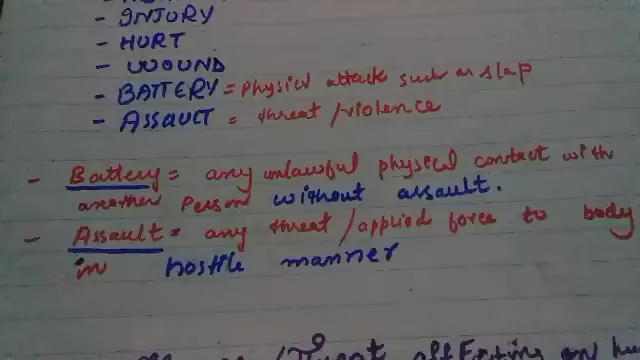 - INJURY
- HURT
- WOUND
- BATTERY = physical attack such as slap
- ASSAULT = threat/violence
- Battery = any unlawful physical contact with
another person without assault.
- Assault = any threat/applied force to body
in hostile manner